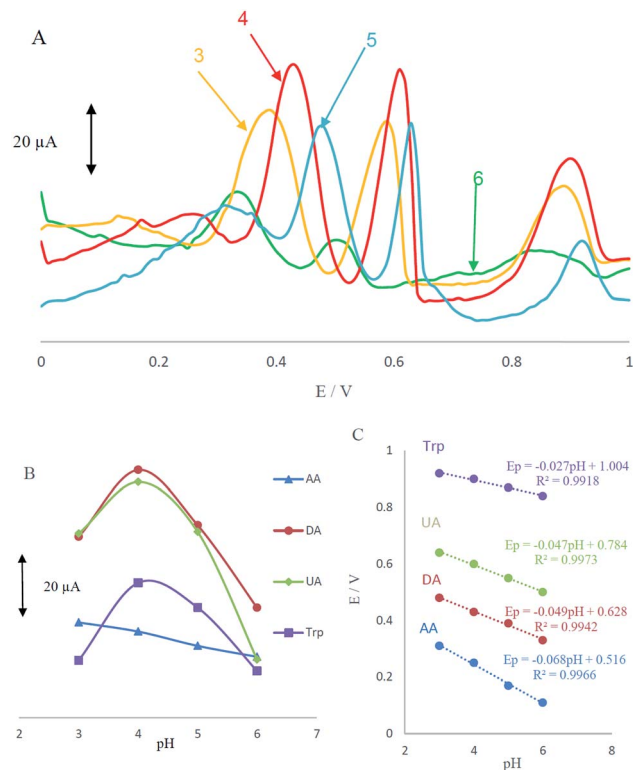 A
3
4
5
6
20 µA
0
0.2
0.4
0.6
0.8
1
E / V
B
20 µA
AA
DA
UA
Trp
2
3
4
5
6
7
pH
C
1
0.8
0.6
0.4
0.2
0
E / V
Trp
Ep = -0.027pH + 1.004
R² = 0.9918
UA
Ep = -0.047pH + 0.784
R² = 0.9973
DA
Ep = -0.049pH + 0.628
R² = 0.9942
AA
Ep = -0.068pH + 0.516
R² = 0.9966
2
4
6
8
pH